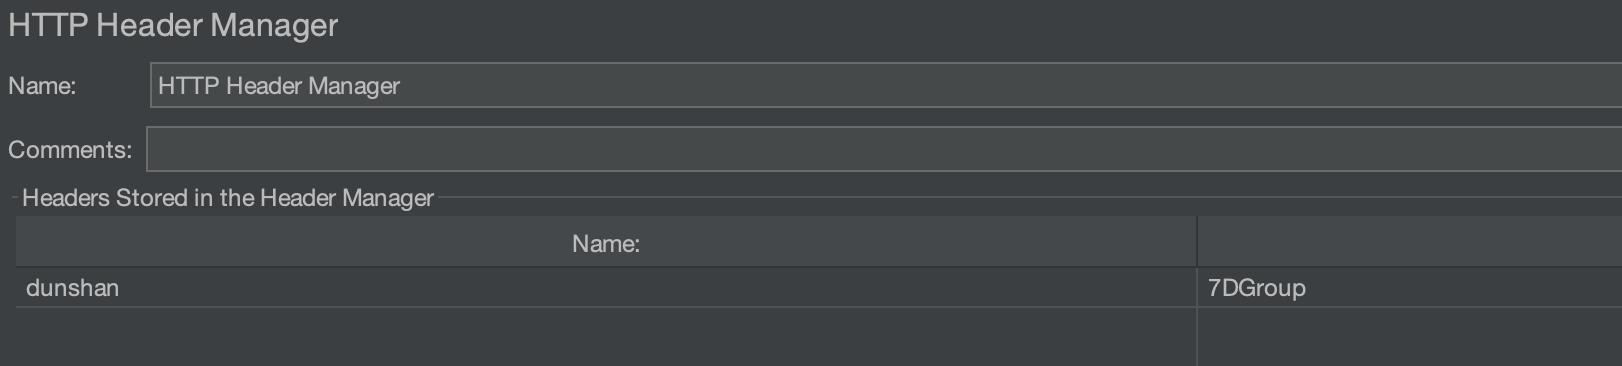 HTTP Header Manager
Name: HTTP Header Manager
Comments:
Headers Stored in the Header Manager
Name:
dunshan 7DGroup